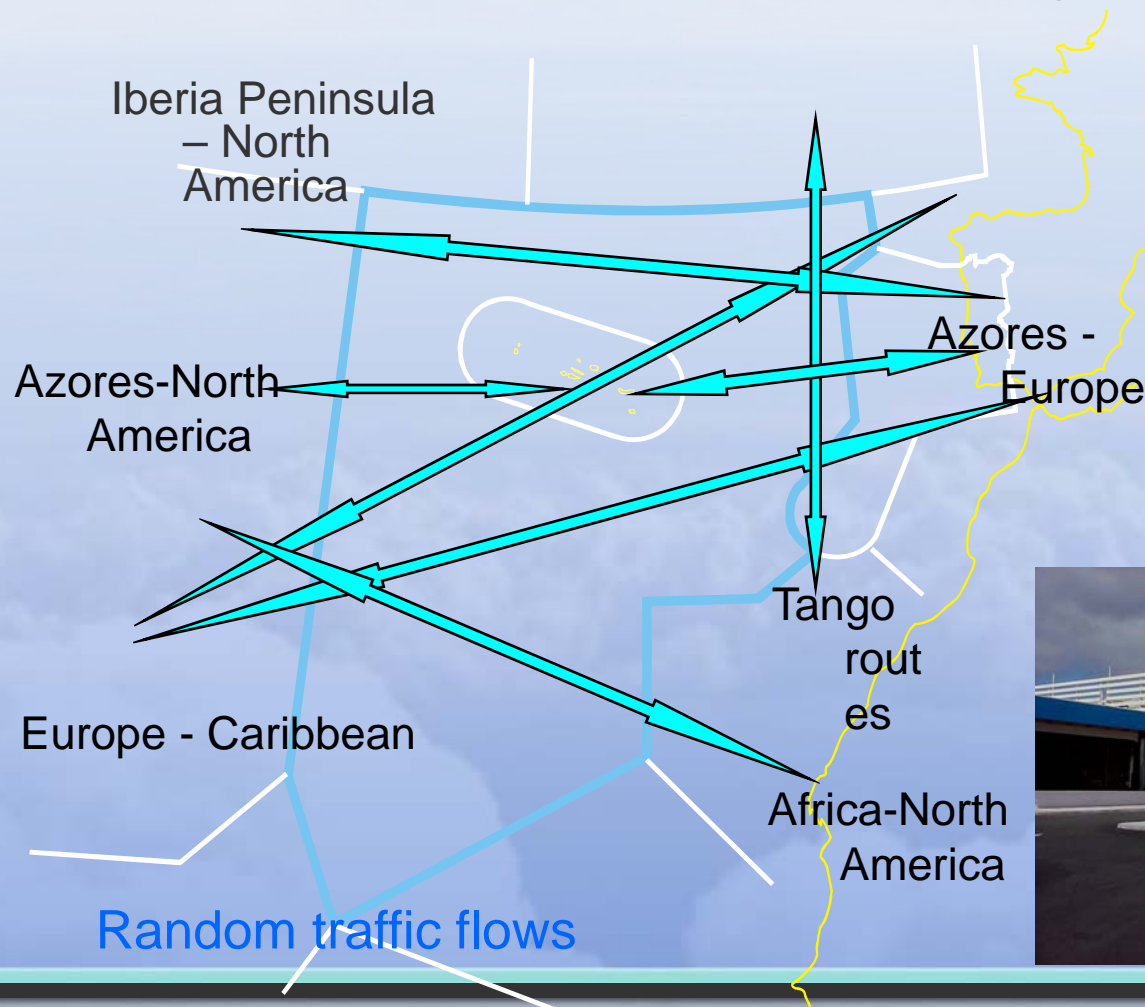 Iberia Peninsula
– North
America
Azores -
Europe
Azores-North
America
Tango
rout
es
Europe - Caribbean
Africa-North
America
Random traffic flows